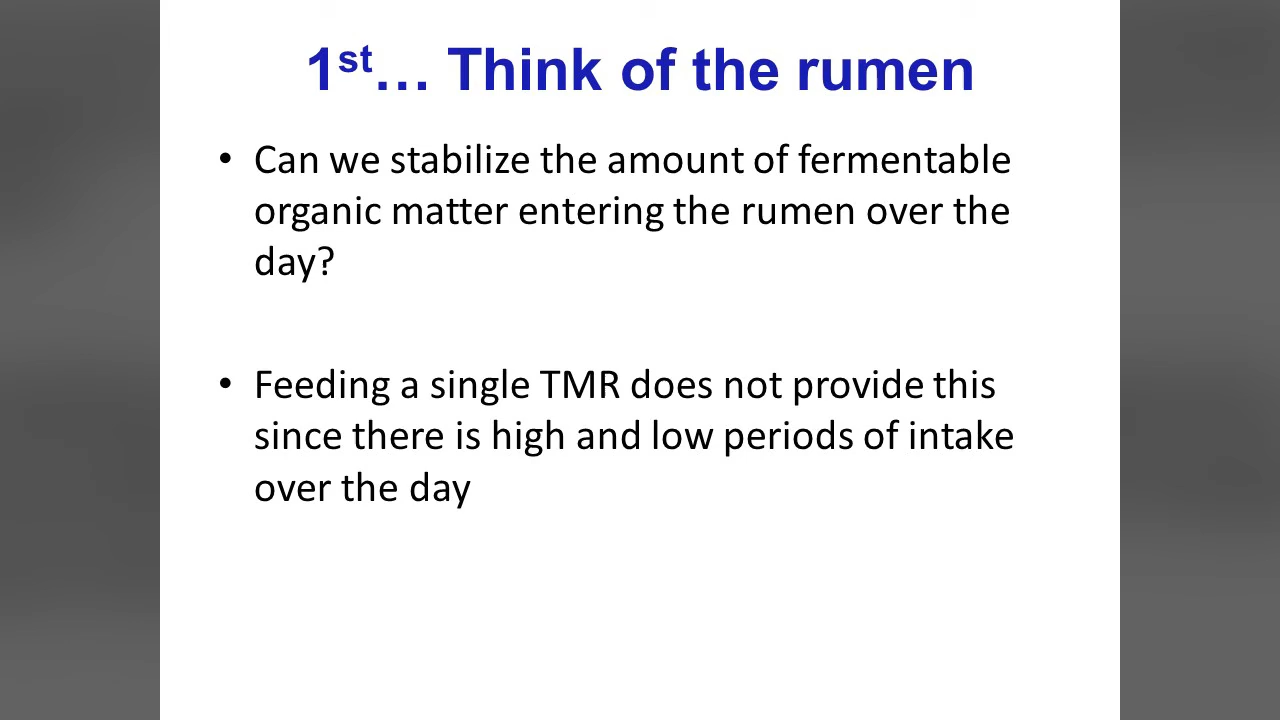 1st... Think of the rumen
• Can we stabilize the amount of fermentable
organic matter entering the rumen over the
day?
• Feeding a single TMR does not provide this
since there is high and low periods of intake
over the day